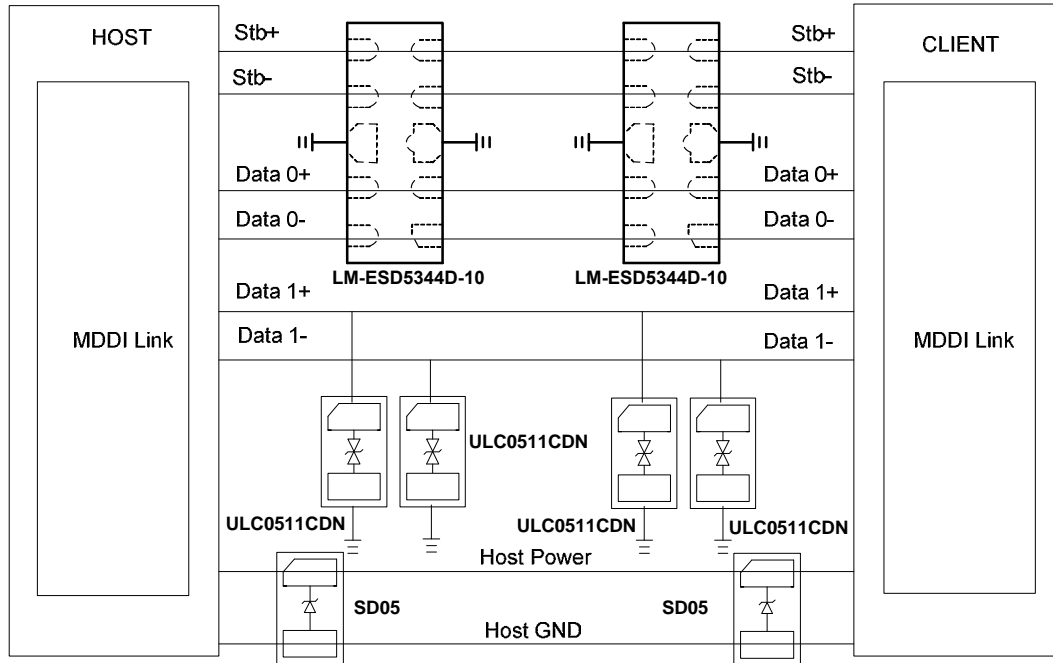 HOST
CLIENT
Stb+
Stb+
Stb-
Stb-
Data 0+
Data 0+
Data 0-
Data 0-
LM-ESD5344D-10
LM-ESD5344D-10
Data 1+
Data 1+
MDDI Link
Data 1-
Data 1-
MDDI Link
ULC0511CDN
ULC0511CDN
ULC0511CDN
ULC0511CDN
Host Power
SD05
SD05
Host GND